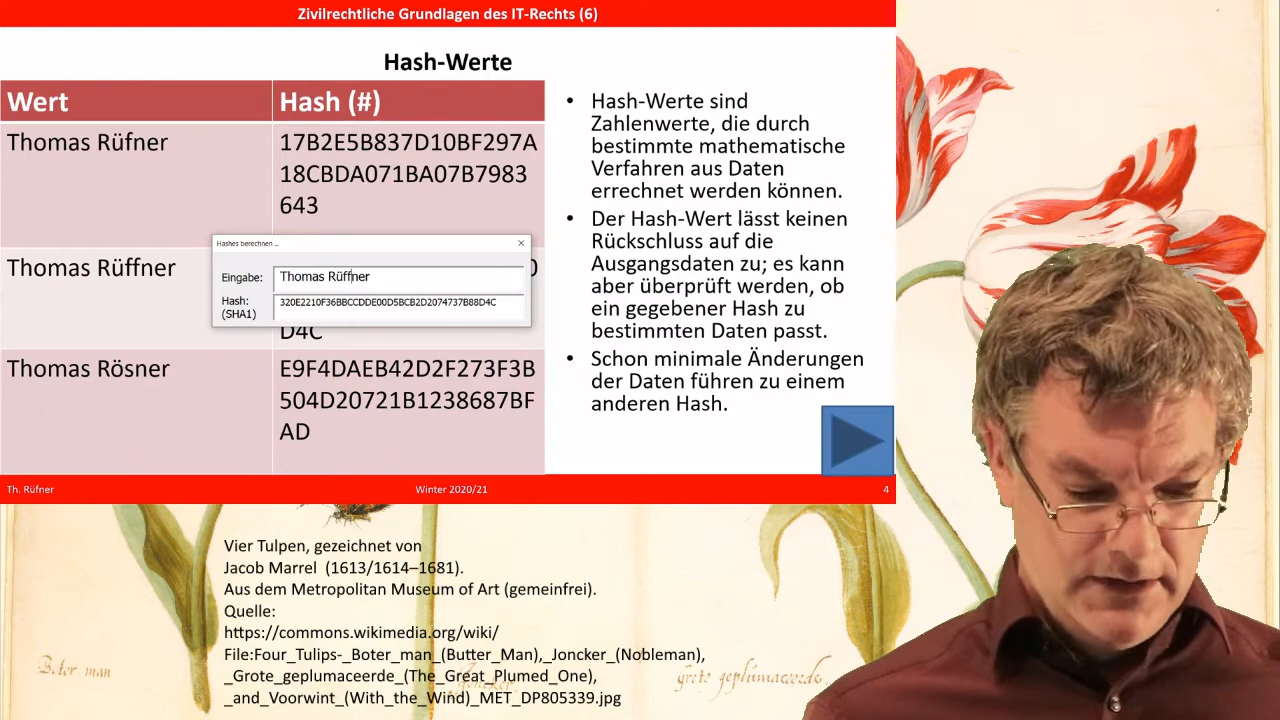 Zivilrechtliche Grundlagen des IT-Rechts (6)
Hash-Werte
Wert
Hash (#)
Thomas Rüfner
17B2E5B837D10BF297A
18CBDA071BA07B7983
643
Thomas Rüffner
0
D4C
Thomas Rösner
E9F4DAEB42D2F273F3B
504D20721B1238687BF
AD
Hashes berechnen ...
Eingabe:
Thomas Rüffner
Hash:
(SHA1)
320E2210F36BBCCDDE00D5BCB2D2074737B88D4C
• Hash-Werte sind
Zahlenwerte, die durch
bestimmte mathematische
Verfahren aus Daten
errechnet werden können.
• Der Hash-Wert lässt keinen
Rückschluss auf die
Ausgangsdaten zu; es kann
aber überprüft werden, ob
ein gegebener Hash zu
bestimmten Daten passt.
• Schon minimale Änderungen
der Daten führen zu einem
anderen Hash.
Th. Rüfner
Winter 2020/21
4
Vier Tulpen, gezeichnet von
Jacob Marrel (1613/1614–1681).
Aus dem Metropolitan Museum of Art (gemeinfrei).
Quelle:
https://commons.wikimedia.org/wiki/
File:Four_Tulips-_Boter_man_(Butter_Man),_Joncker_(Nobleman),
_Grote_geplumaceerde_(The_Great_Plumed_One),
_and_Voorwint_(With_the_Wind)_MET_DP805339.jpg
Boter man
grote geplumaceerde.